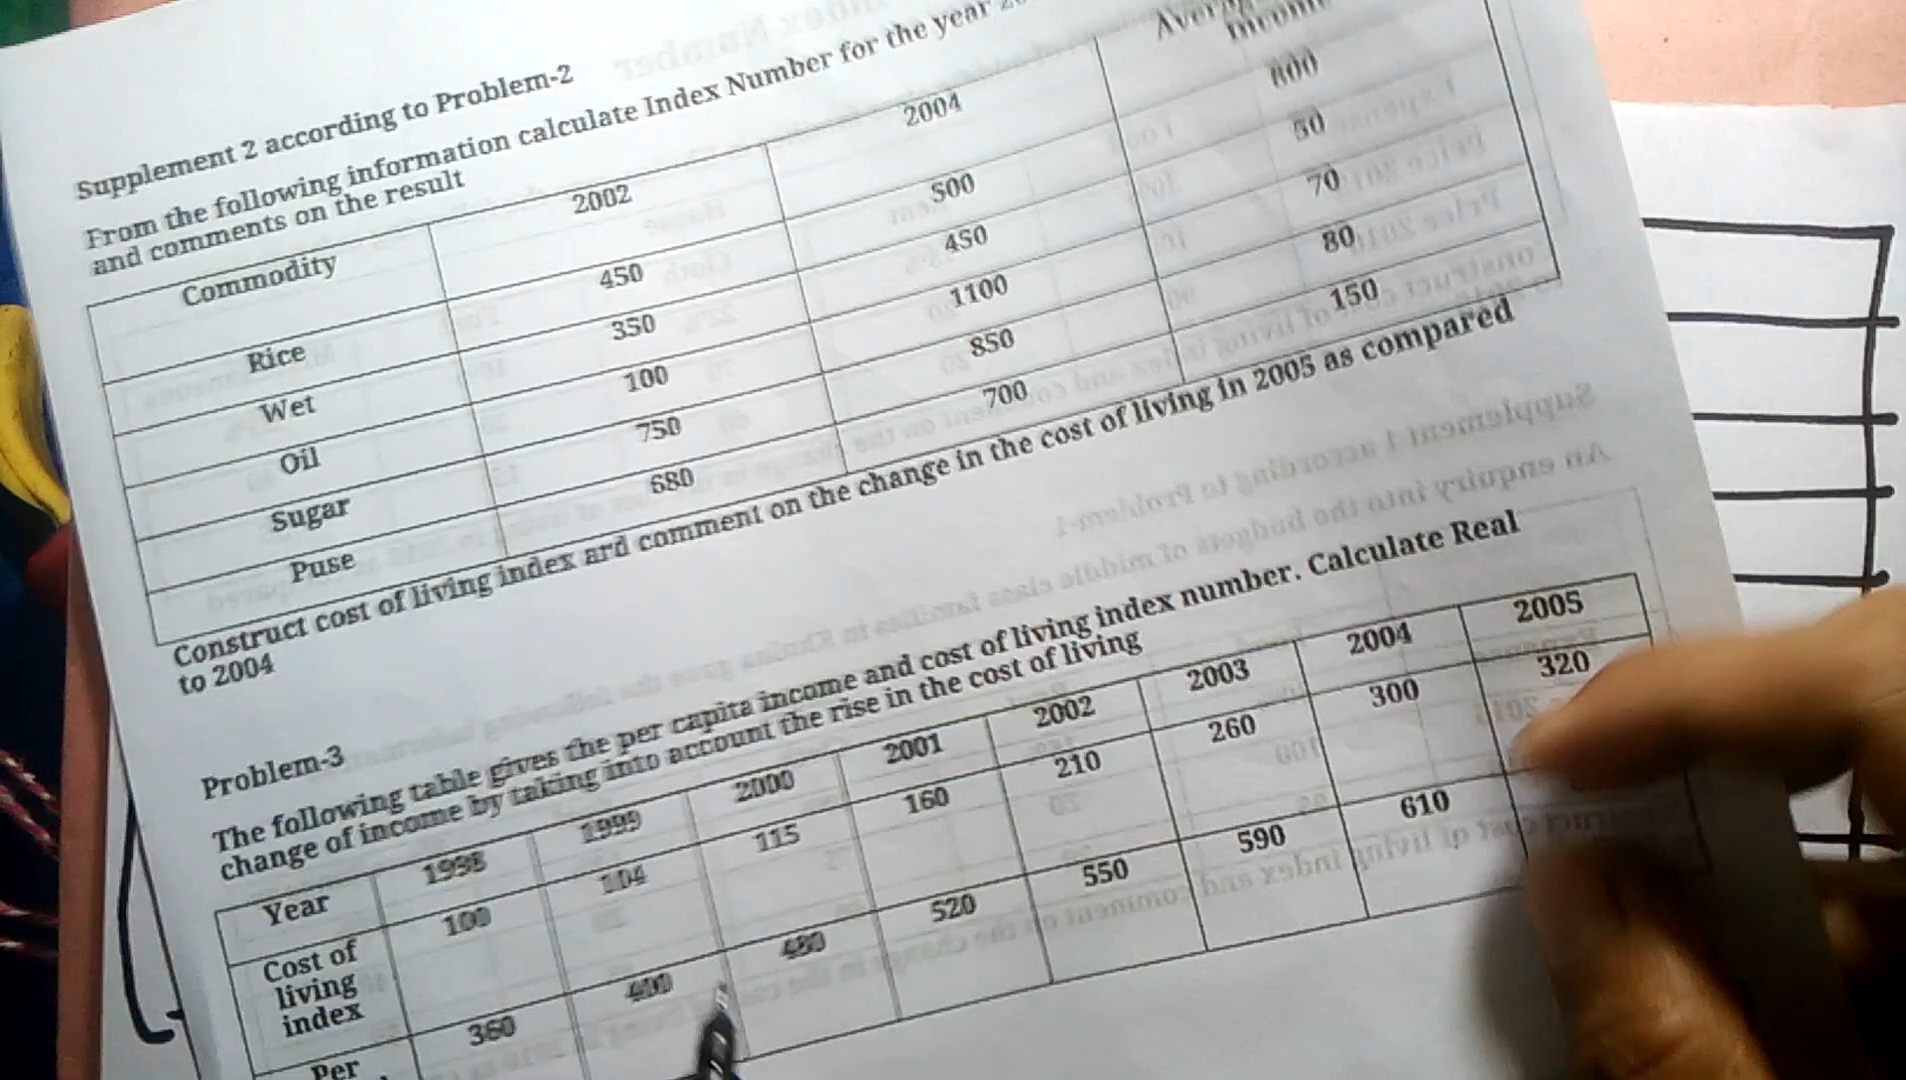 Supplement 2 according to Problem-2
From the following information calculate Index Number for the year
and comments on the result
Commodity 2002 2004
Rice 450 500 800
Wet 350 450 50
Oil 100 1100 70
Sugar 750 850 80
Puse 680 700 150
Construct cost of living index ard comment on the change in the cost of living in 2005 as compared
to 2004
Problem-3
The following table gives the per capita income and cost of living index number. Calculate Real
change of income by taking into account the rise in the cost of living
Year 1998 1999 2000 2001 2002 2003 2004 2005
Cost of living index 100 104 115 160 210 260 300 320
Per 360 400 480 520 550 590 610